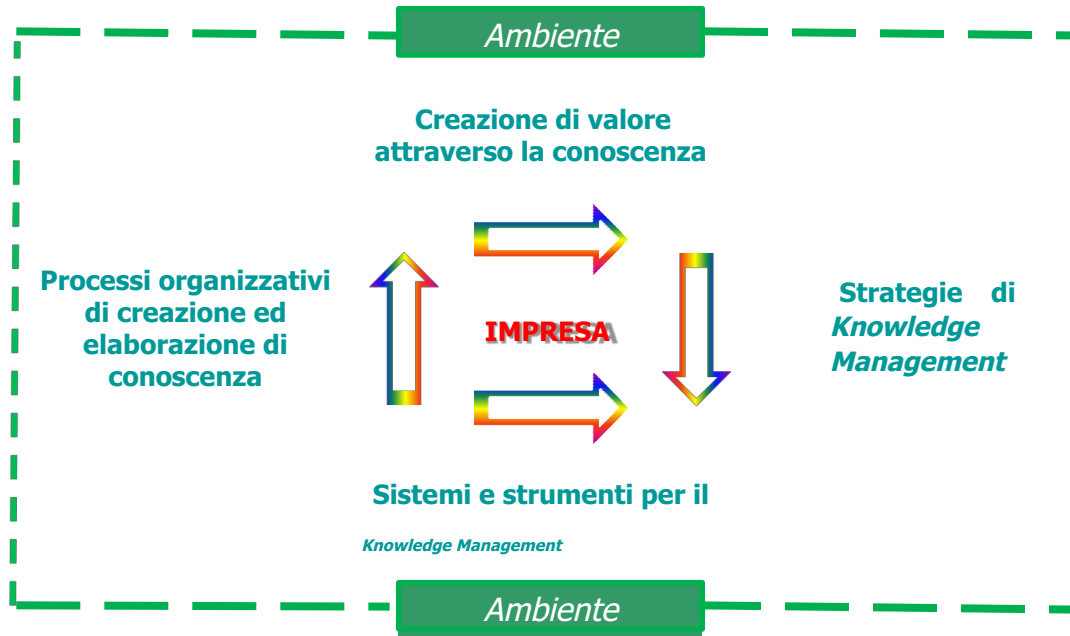 Ambiente
Creazione di valore
attraverso la conoscenza
Processi organizzativi
di creazione ed
elaborazione di
conoscenza
IMPRESA
Strategie di
Knowledge
Management
Sistemi e strumenti per il
Knowledge Management
Ambiente